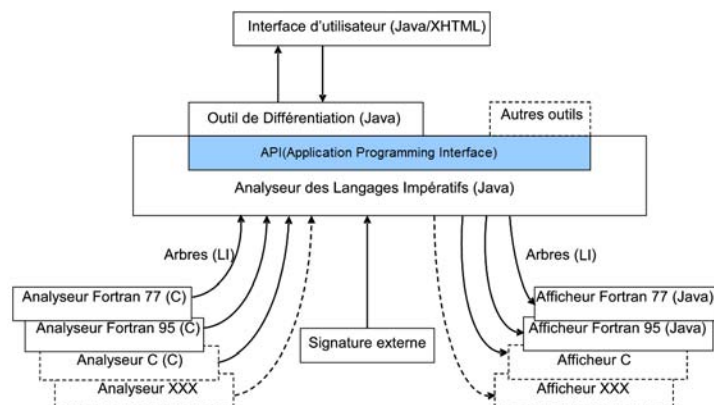 Interface d'utilisateur (Java/XHTML)
Outil de Différentiation (Java)
Autres outils
API(Application Programming Interface)
Analyseur des Langages Impératifs (Java)
Arbres (LI)
Arbres (LI)
Analyseur Fortran 77 (C)
Afficheur Fortran 77 (Java)
Analyseur Fortran 95 (C)
Afficheur Fortran 95 (Java)
Signature externe
Analyseur C (C)
Afficheur C
Analyseur XXX
Afficheur XXX